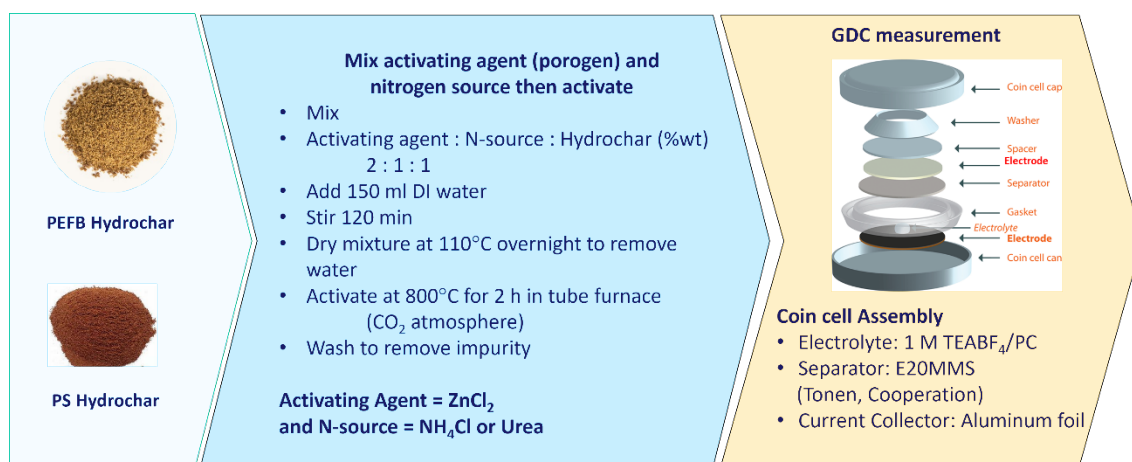 PEFB Hydrochar
PS Hydrochar
Mix activating agent (porogen) and
nitrogen source then activate
• Mix
• Activating agent : N-source : Hydrochar (%wt)
2 : 1 : 1
• Add 150 ml DI water
• Stir 120 min
• Dry mixture at 110°C overnight to remove
water
• Activate at 800°C for 2 h in tube furnace
(CO₂ atmosphere)
• Wash to remove impurity
Activating Agent = ZnCl₂
and N-source = NH₄Cl or Urea
GDC measurement
Coin cell cap
Washer
Spacer
Electrode
Separator
Gasket
Electrolyte
Electrode
Coin cell can
Coin cell Assembly
• Electrolyte: 1 M TEABF₄/PC
• Separator: E20MMS
(Tonen, Cooperation)
• Current Collector: Aluminum foil